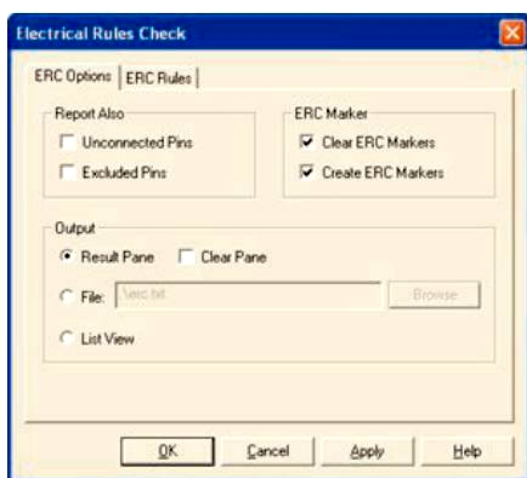 Electrical Rules Check
ERC Options
ERC Rules
Report Also
Unconnected Pins
Excluded Pins
ERC Marker
Clear ERC Markers
Create ERC Markers
Output
Result Pane
Clear Pane
File:
.\erc.txt
Browse
List View
OK
Cancel
Apply
Help